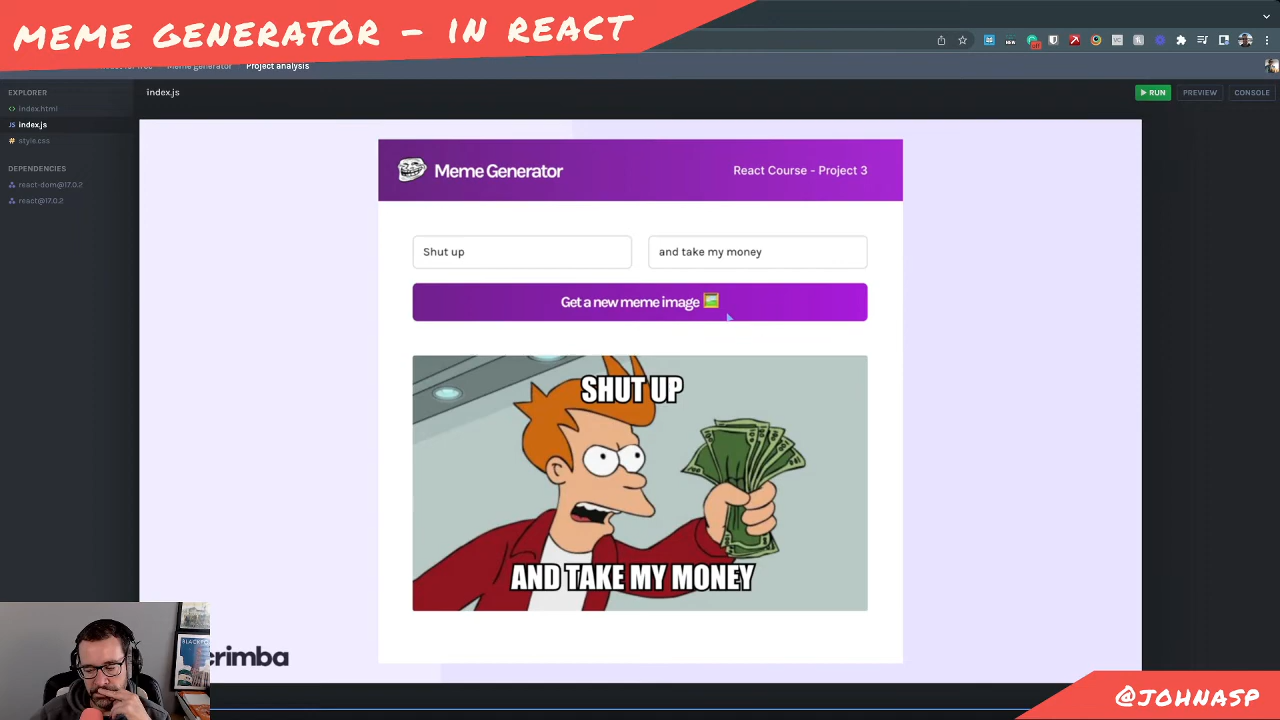 MEME GENERATOR - IN REACT
Meme generator
Project analysis
EXPLORER
index.html
index.js
style.css
DEPENDENCIES
react-dom@17.0.2
react@17.0.2
index.js
RUN
PREVIEW
CONSOLE
Meme Generator
React Course - Project 3
Shut up
and take my money
Get a new meme image
SHUT UP
AND TAKE MY MONEY
crimba
@JOHNASP